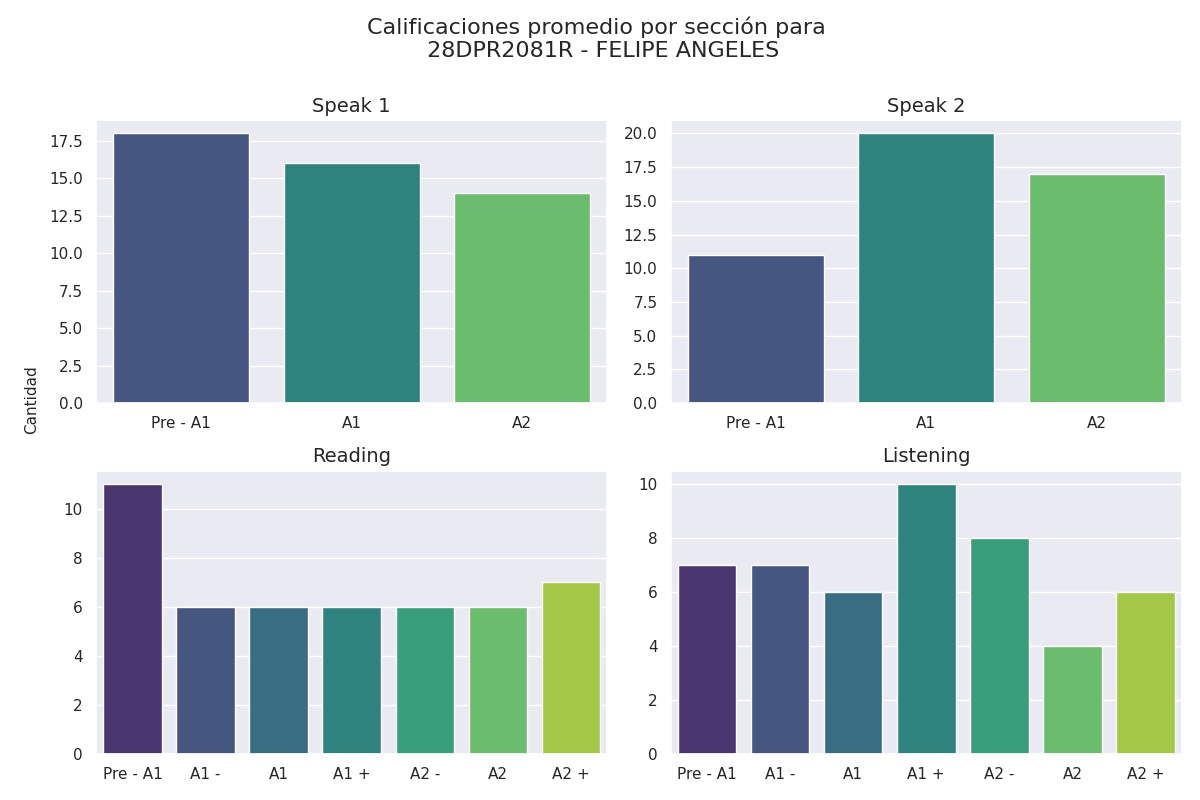 Calificaciones promedio por sección para
28DPR2081R - FELIPE ANGELES
Speak 1
17.5
15.0
12.5
10.0
7.5
5.0
2.5
0.0
Pre - A1 A1 A2
Speak 2
20.0
17.5
15.0
12.5
10.0
7.5
5.0
2.5
0.0
Pre - A1 A1 A2
Cantidad
Reading
10
8
6
4
2
0
Pre - A1 A1 - A1 A1 + A2 - A2 A2 +
Listening
10
8
6
4
2
0
Pre - A1 A1 - A1 A1 + A2 - A2 A2 +